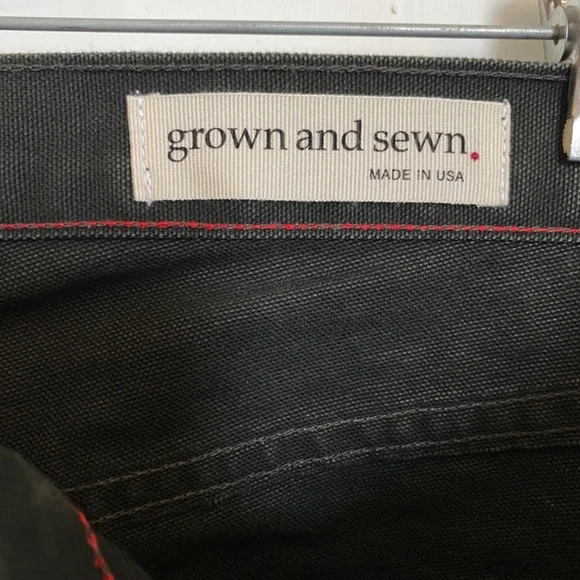 grown and sewn.
MADE IN USA